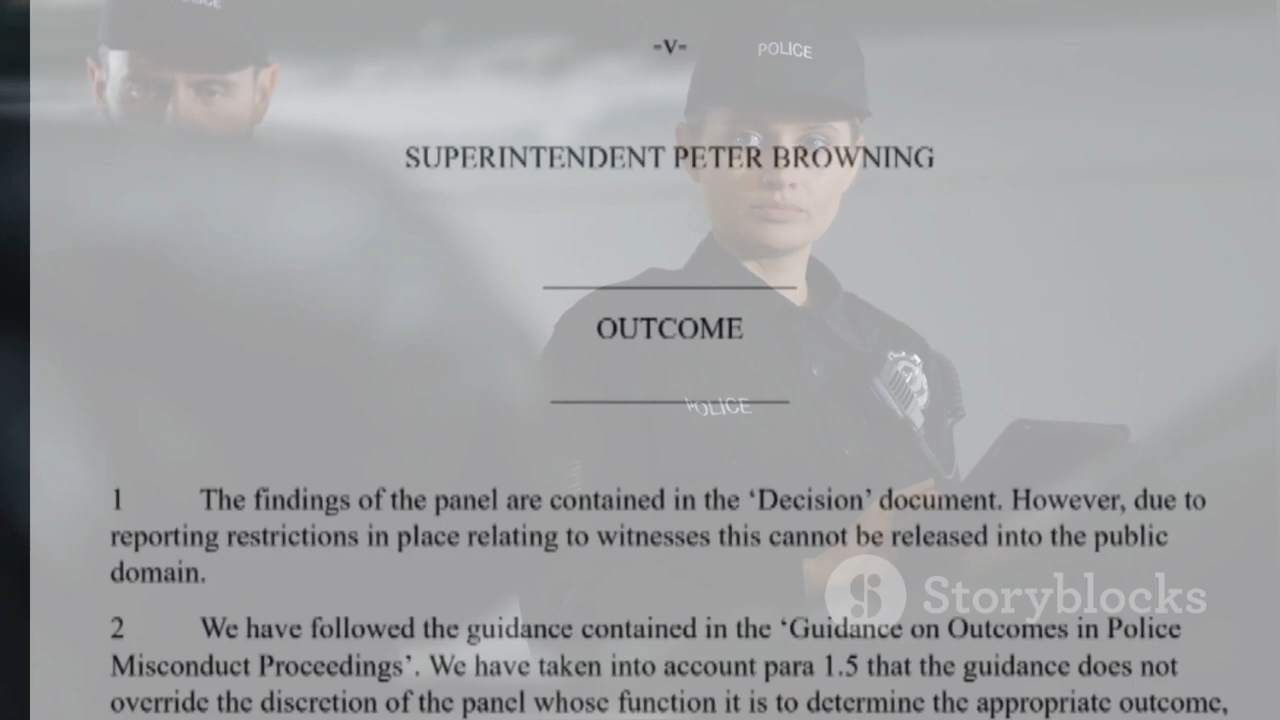 POLICE
-v-
POLICE
SUPERINTENDENT PETER BROWNING
OUTCOME
POLICE
1 The findings of the panel are contained in the ‘Decision’ document. However, due to
reporting restrictions in place relating to witnesses this cannot be released into the public
domain.
Storyblocks
2 We have followed the guidance contained in the ‘Guidance on Outcomes in Police
Misconduct Proceedings’. We have taken into account para 1.5 that the guidance does not
override the discretion of the panel whose function it is to determine the appropriate outcome,